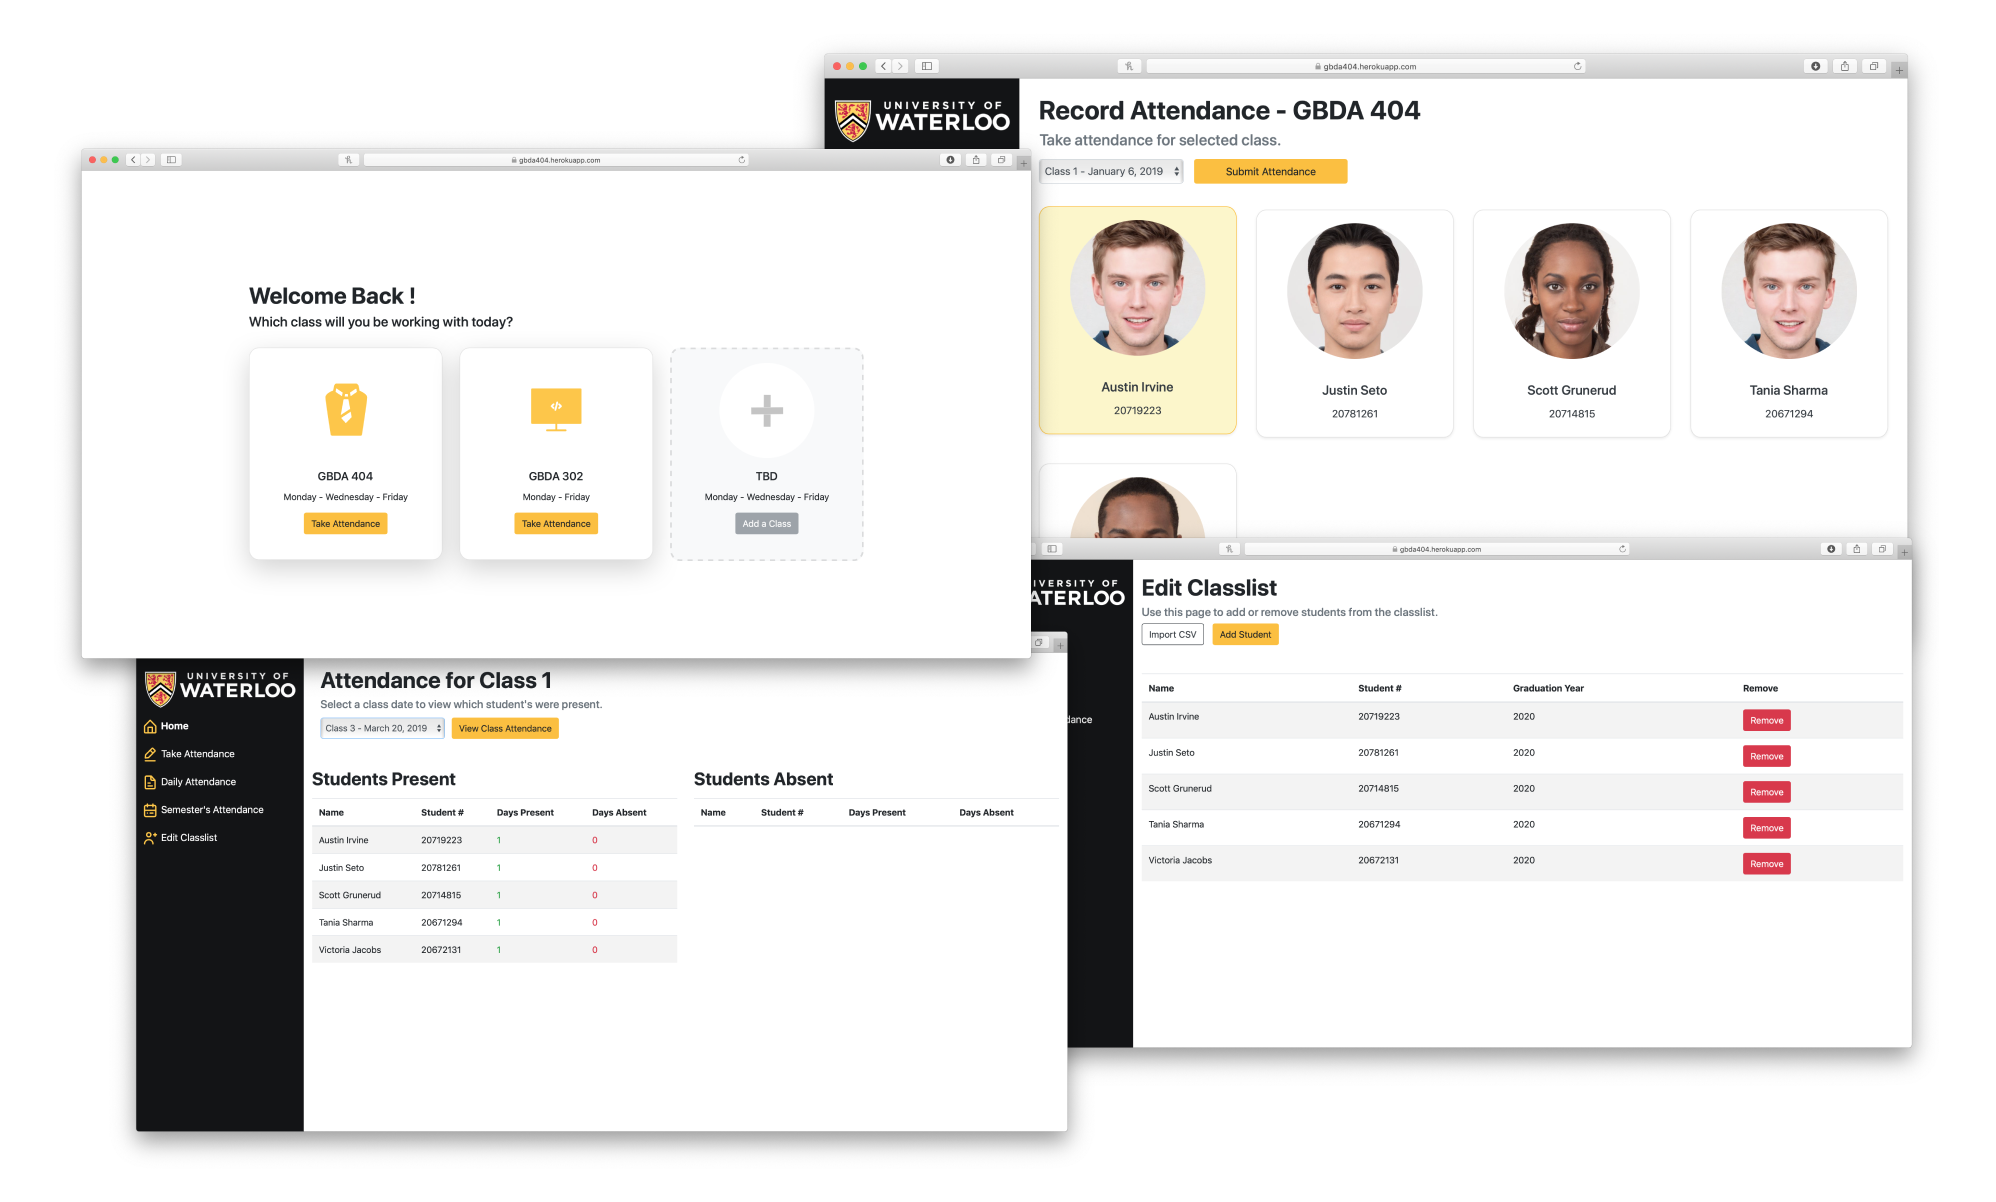 gbda404.herokuapp.com
UNIVERSITY OF
WATERLOO
Record Attendance - GBDA 404
Take attendance for selected class.
Class 1 - January 6, 2019
Submit Attendance
Austin Irvine
20719223
Justin Seto
20781261
Scott Grunerud
20714815
Tania Sharma
20671294
gbda404.herokuapp.com
Welcome Back !
Which class will you be working with today?
GBDA 404
Monday - Wednesday - Friday
Take Attendance
GBDA 302
Monday - Friday
Take Attendance
TBD
Monday - Wednesday - Friday
Add a Class
gbda404.herokuapp.com
IVERSITY OF
ATERLOO
dance
Edit Classlist
Use this page to add or remove students from the classlist.
Import CSV
Add Student
Name Student # Graduation Year Remove
Austin Irvine 20719223 2020 Remove
Justin Seto 20781261 2020 Remove
Scott Grunerud 20714815 2020 Remove
Tania Sharma 20671294 2020 Remove
Victoria Jacobs 20672131 2020 Remove
UNIVERSITY OF
WATERLOO
Home
Take Attendance
Daily Attendance
Semester's Attendance
Edit Classlist
Attendance for Class 1
Select a class date to view which student's were present.
Class 3 - March 20, 2019
View Class Attendance
Students Present
Name Student # Days Present Days Absent
Austin Irvine 20719223 1 0
Justin Seto 20781261 1 0
Scott Grunerud 20714815 1 0
Tania Sharma 20671294 1 0
Victoria Jacobs 20672131 1 0
Students Absent
Name Student # Days Present Days Absent